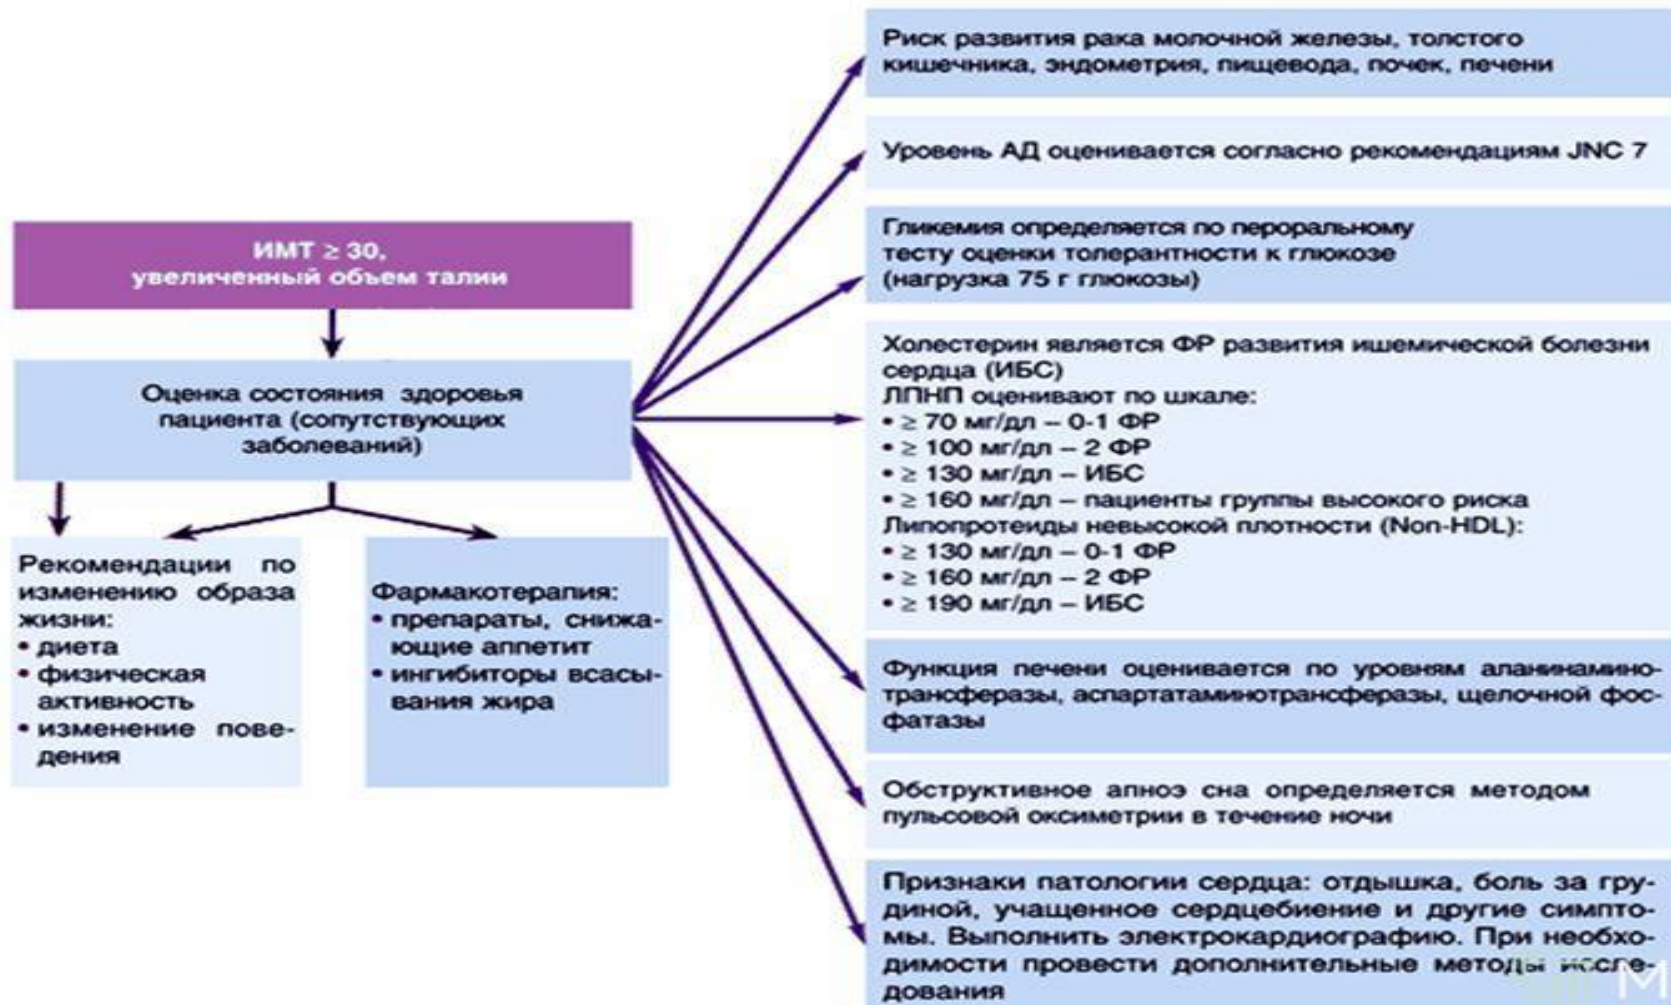 ИМТ ≥ 30,
увеличенный объем талии
Оценка состояния здоровья
пациента (сопутствующих
заболеваний)
Рекомендации по
изменению образа
жизни:
• диета
• физическая
активность
• изменение пове-
дения
Фармакотерапия:
• препараты, снижа-
ющие аппетит
• ингибиторы всасы-
вания жира
Риск развития рака молочной железы, толстого
кишечника, эндометрия, пищевода, почек, печени
Уровень АД оценивается согласно рекомендациям JNC 7
Гликемия определяется по пероральному
тесту оценки толерантности к глюкозе
(нагрузка 75 г глюкозы)
Холестерин является ФР развития ишемической болезни
сердца (ИБС)
ЛПНП оценивают по шкале:
• ≥ 70 мг/дл – 0-1 ФР
• ≥ 100 мг/дл – 2 ФР
• ≥ 130 мг/дл – ИБС
• ≥ 160 мг/дл – пациенты группы высокого риска
Липопротеиды невысокой плотности (Non-HDL):
• ≥ 130 мг/дл – 0-1 ФР
• ≥ 160 мг/дл – 2 ФР
• ≥ 190 мг/дл – ИБС
Функция печени оценивается по уровням аланинамино-
трансферазы, аспартатаминотрансферазы, щелочной фос-
фатазы
Обструктивное апноэ сна определяется методом
пульсовой оксиметрии в течение ночи
Признаки патологии сердца: отдышка, боль за гру-
диной, учащенное сердцебиение и другие симпто-
мы. Выполнить электрокардиографию. При необхо-
димости провести дополнительные методы иссле-
дования